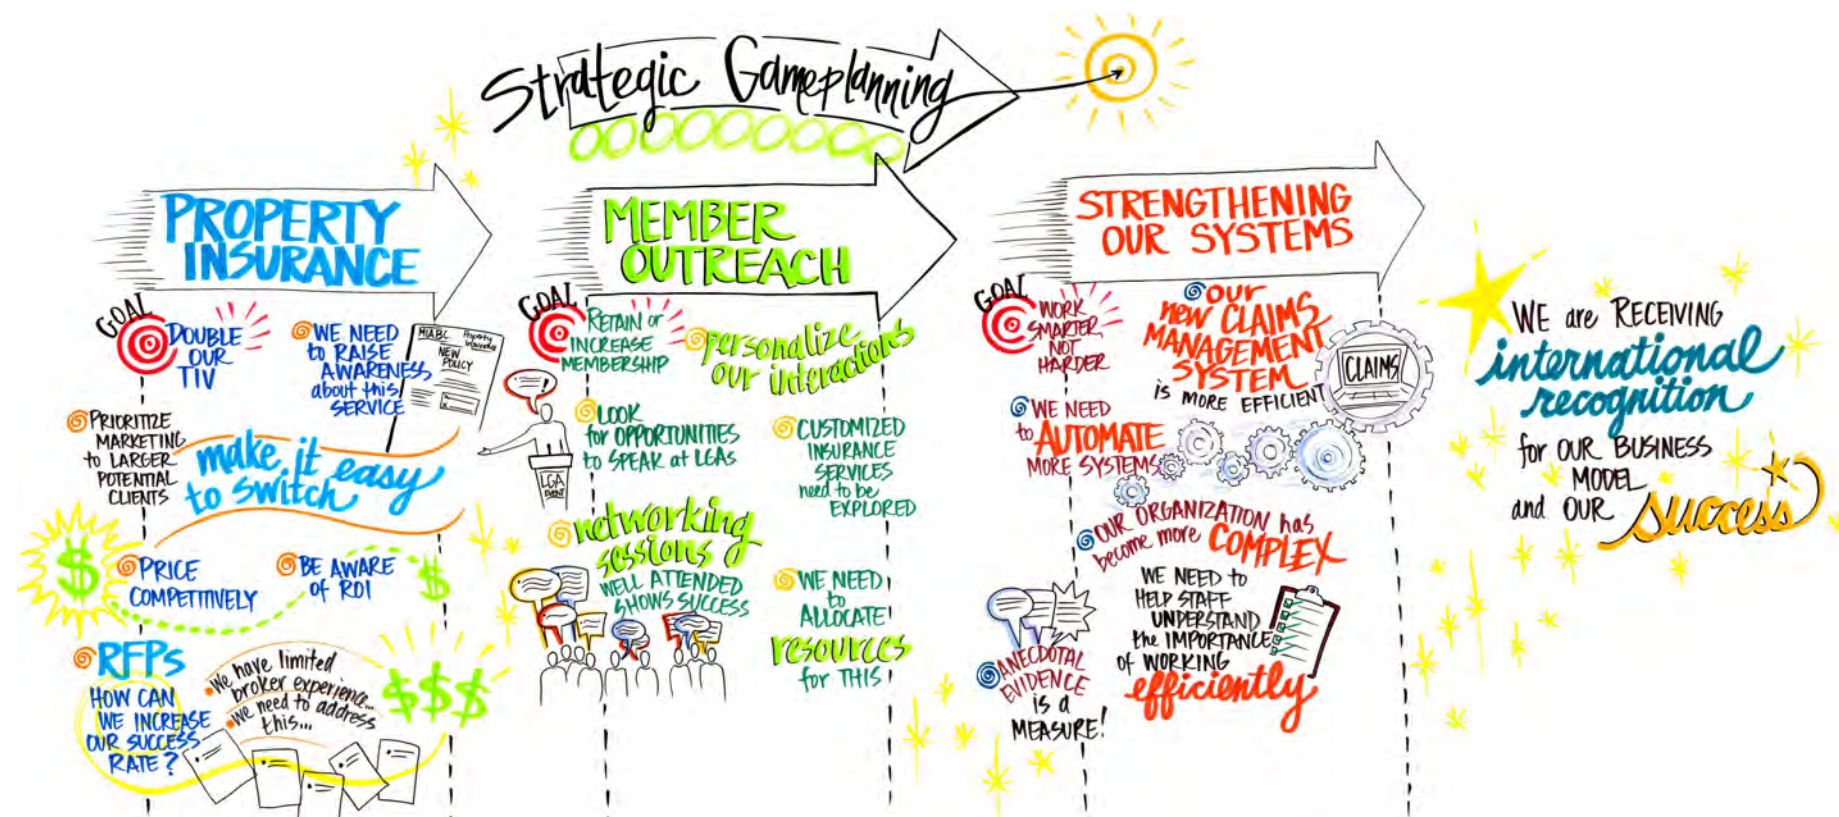 Strategic Gameplanning
PROPERTY
INSURANCE
GOAL
DOUBLE
OUR
TIV
WE NEED
to RAISE
AWARENESS
about this
SERVICE
MIABC Property
Insurance
NEW
POLICY
PRIORITIZE
MARKETING
to LARGER
POTENTIAL
CLIENTS
make it easy
to switch
$
PRICE
COMPETITIVELY
BE AWARE
of ROI
$
RFPs
HOW CAN
WE INCREASE
OUR SUCCESS
RATE?
We have limited
broker experience...
we need to address
this...
$$$
MEMBER
OUTREACH
GOAL
RETAIN or
INCREASE
MEMBERSHIP
personalize
our interactions
!
LOOK
for OPPORTUNITIES
to SPEAK at LGAs
LGA
EVENT
CUSTOMIZED
INSURANCE
SERVICES
need to be
EXPLORED
networking
sessions
WELL ATTENDED
SHOWS SUCCESS
WE NEED
to
ALLOCATE
resources
for THIS
STRENGTHENING
OUR SYSTEMS
GOAL
WORK
SMARTER,
NOT
HARDER
our
new CLAIMS
MANAGEMENT
SYSTEM
is MORE EFFICIENT
CLAIMS
WE NEED
to AUTOMATE
MORE SYSTEMS
OUR ORGANIZATION has
become more COMPLEX
WE NEED to
HELP STAFF
UNDERSTAND
the IMPORTANCE
of WORKING
efficiently
ANECDOTAL
EVIDENCE
is a
MEASURE!
WE are RECEIVING
international
recognition
for OUR BUSINESS
MODEL
and OUR success